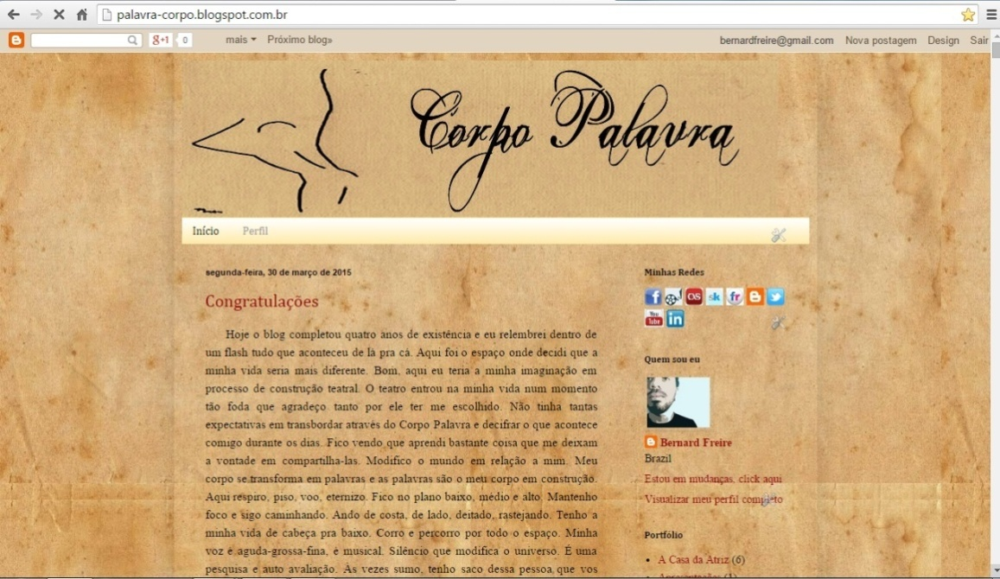 palavra-corpo.blogspot.com.br
g+1 0 mais Próximo blog» bernardfreire@gmail.com Nova postagem Design Sair
Corpo Palavra
Início Perfil
segunda-feira, 30 de março de 2015
Congratulações
Hoje o blog completou quatro anos de existência e eu relembrei dentro de
um flash tudo que aconteceu de lá pra cá. Aqui foi o espaço onde decidi que a
minha vida seria mais diferente. Bom, aqui eu teria a minha imaginação em
processo de construção teatral. O teatro entrou na minha vida num momento
tão foda que agradeço tanto por ele ter me escolhido. Não tinha tantas
expectativas em transbordar através do Corpo Palavra e decifrar o que acontece
comigo durante os dias. Fico vendo que aprendi bastante coisa que me deixam
a vontade em compartilha-las. Modifico o mundo em relação a mim. Meu
corpo se transforma em palavras e as palavras são o meu corpo em construção.
Aqui respiro, piso, voo, eternizo. Fico no plano baixo, médio e alto. Mantenho
foco e sigo caminhando. Ando de costa, de lado, deitado, rastejando. Tenho a
minha vida de cabeça pra baixo. Corro e percorro por todo o espaço. Minha
voz é aguda-grossa-fina, é musical. Silêncio que modifica o universo. É uma
pesquisa e auto avaliação. Às vezes sumo, tenho saco dessa pessoa que vos
Minhas Redes
f os sk fr
You Tube in
Quem sou eu
Bernard Freire
Brazil
Estou em mudanças, click aqui
Visualizar meu perfil completo
Portfólio
A Casa da Atriz (6)
Apresentações (1)